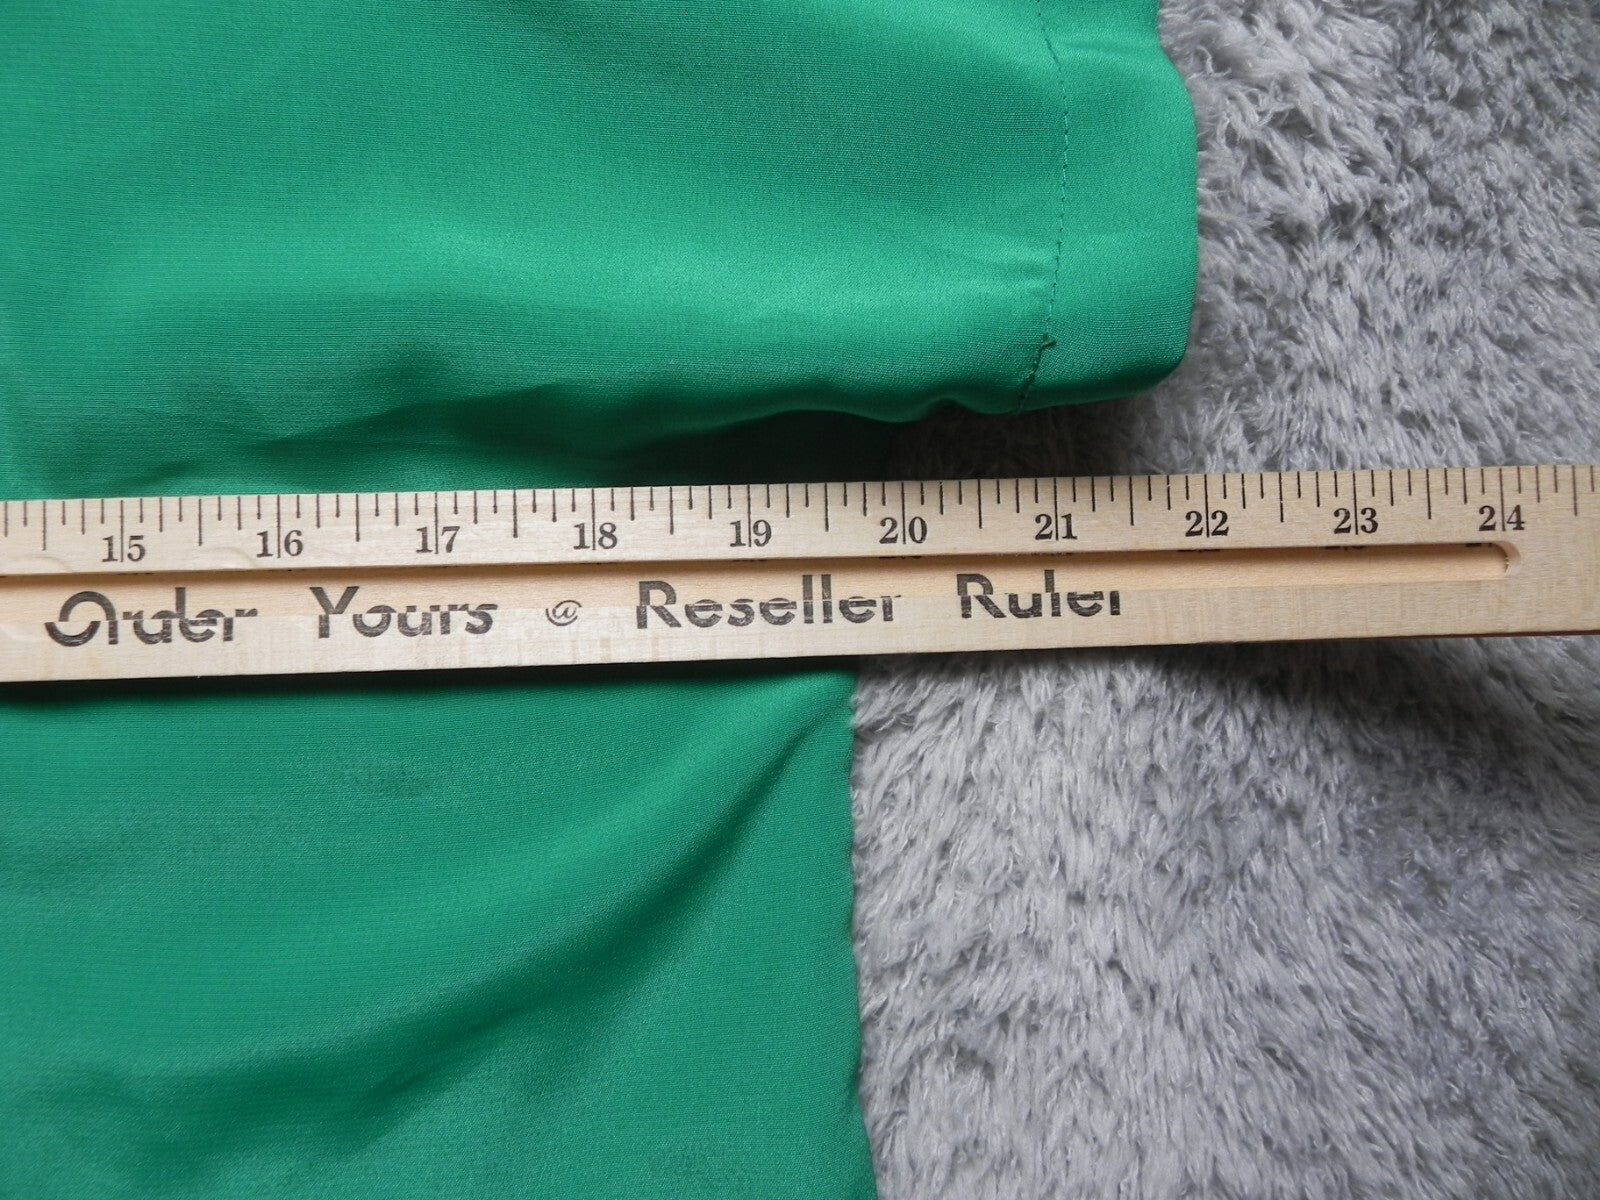 15 16 17 18 19 20 21 22 23 24
Order Yours @ Reseller Ruler